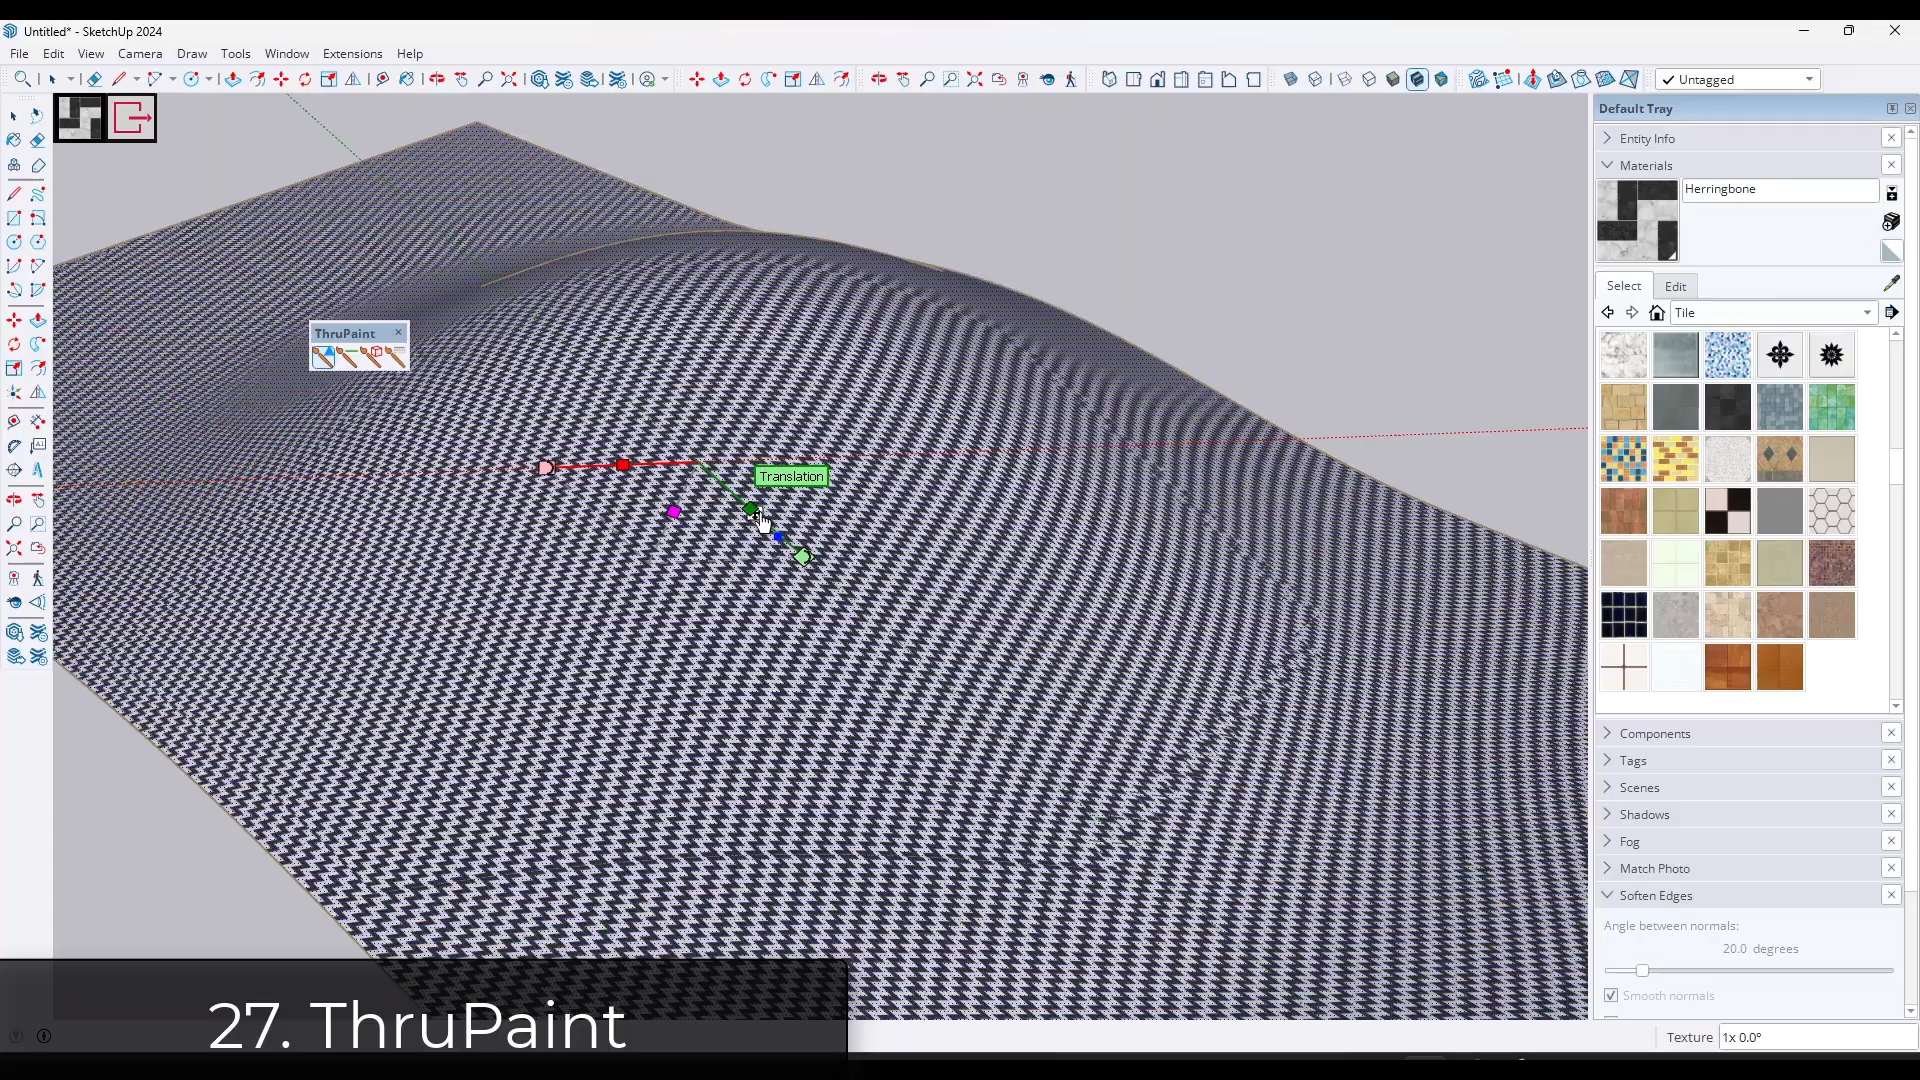 Untitled* - SketchUp 2024
File Edit View Camera Draw Tools Window Extensions Help
Untagged
Default Tray
Entity Info
Materials
Herringbone
Select Edit
Tile
ThruPaint
Translation
Components
Tags
Scenes
Shadows
Fog
Match Photo
Soften Edges
Angle between normals:
20.0 degrees
Smooth normals
27. ThruPaint
Texture 1x 0.0°